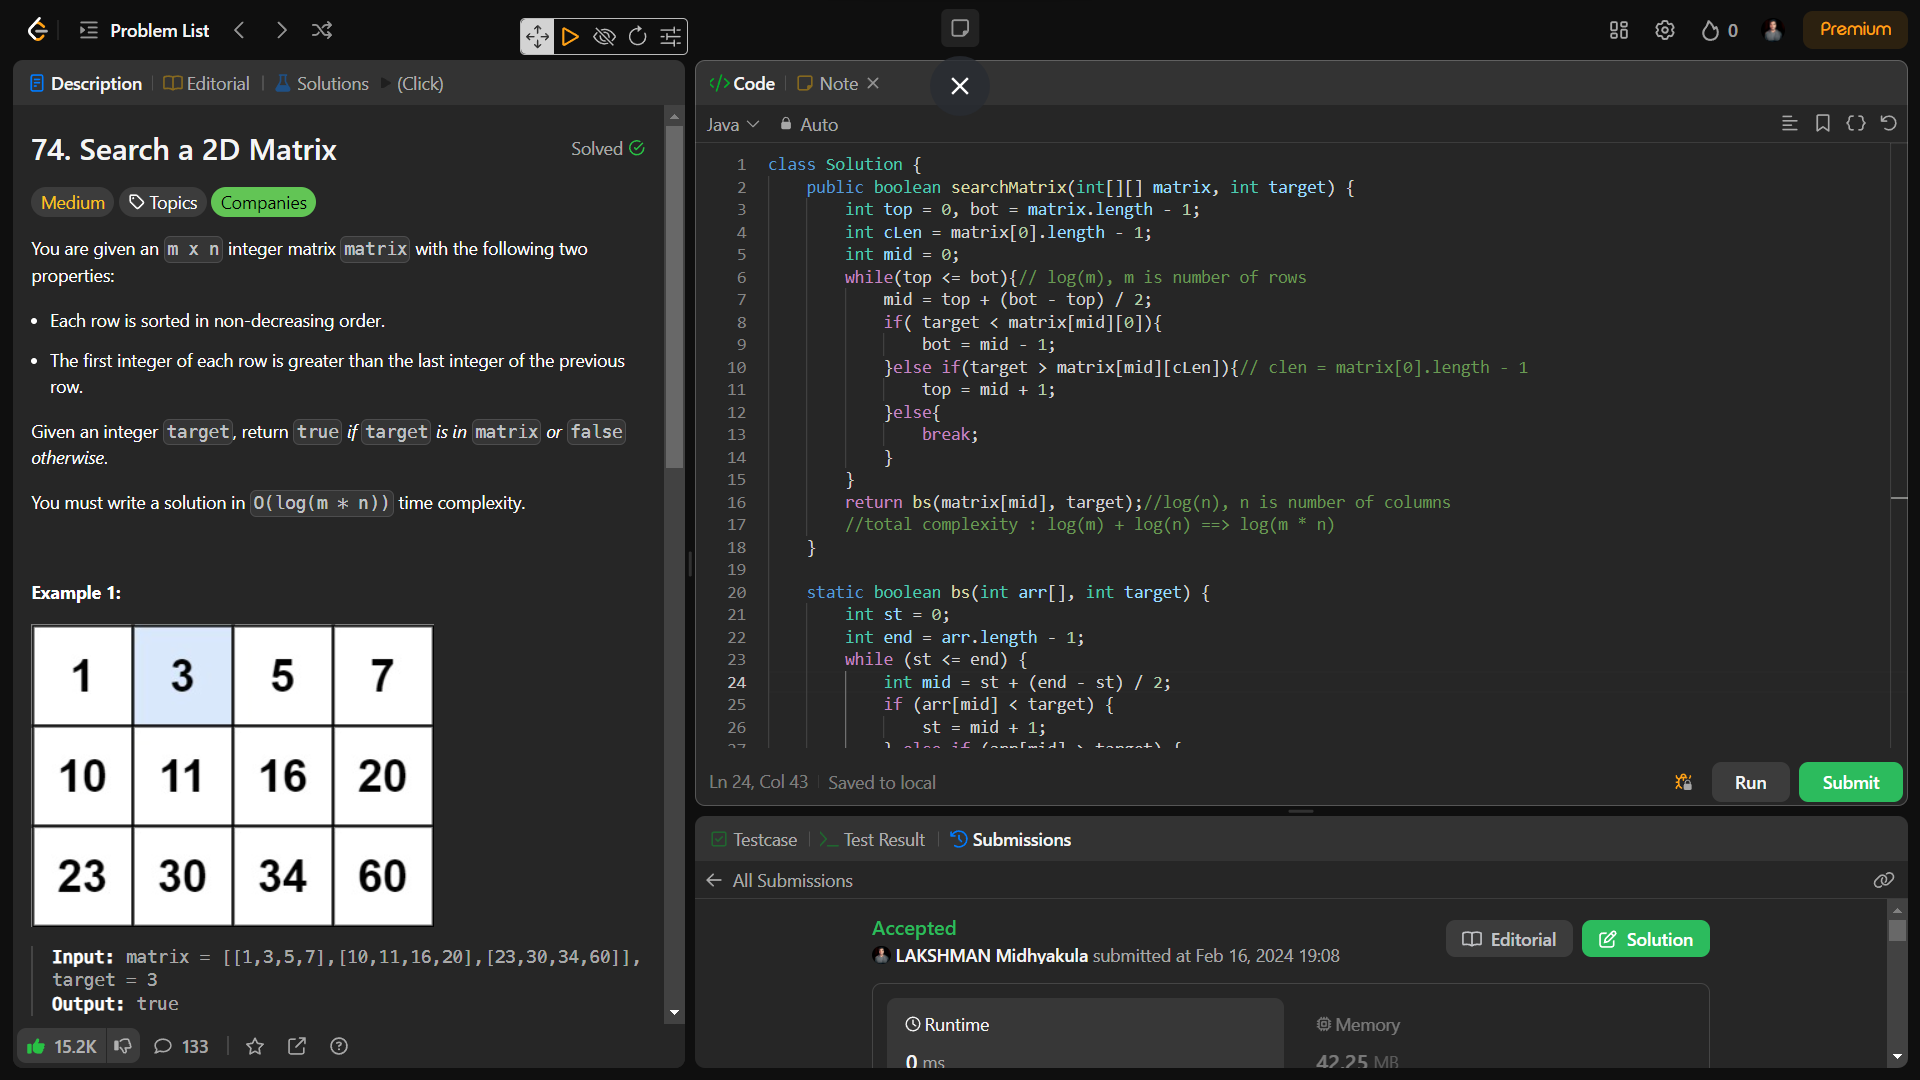 Problem List
0
Premium
Description
Editorial
Solutions
(Click)
74. Search a 2D Matrix
Solved
Medium
Topics
Companies
You are given an m x n integer matrix matrix with the following two
properties:
• Each row is sorted in non-decreasing order.
• The first integer of each row is greater than the last integer of the previous
row.
Given an integer target, return true if target is in matrix or false
otherwise.
You must write a solution in O(log(m * n)) time complexity.
Example 1:
1 3 5 7
10 11 16 20
23 30 34 60
Input: matrix = [[1,3,5,7],[10,11,16,20],[23,30,34,60]],
target = 3
Output: true
15.2K
133
</> Code
Note
Java
Auto
1 class Solution {
2 public boolean searchMatrix(int[][] matrix, int target) {
3 int top = 0, bot = matrix.length - 1;
4 int cLen = matrix[0].length - 1;
5 int mid = 0;
6 while(top <= bot){// log(m), m is number of rows
7 mid = top + (bot - top) / 2;
8 if( target < matrix[mid][0]){
9 bot = mid - 1;
10 }else if(target > matrix[mid][cLen]){// clen = matrix[0].length - 1
11 top = mid + 1;
12 }else{
13 break;
14 }
15 }
16 return bs(matrix[mid], target);//log(n), n is number of columns
17 //total complexity : log(m) + log(n) ==> log(m * n)
18 }
19
20 static boolean bs(int arr[], int target) {
21 int st = 0;
22 int end = arr.length - 1;
23 while (st <= end) {
24 int mid = st + (end - st) / 2;
25 if (arr[mid] < target) {
26 st = mid + 1;
27 } else if (arr[mid] > target) {
Ln 24, Col 43
Saved to local
Run
Submit
Testcase
Test Result
Submissions
All Submissions
Accepted
LAKSHMAN Midhyakula submitted at Feb 16, 2024 19:08
Editorial
Solution
Runtime
0 ms
Memory
42.25 MB